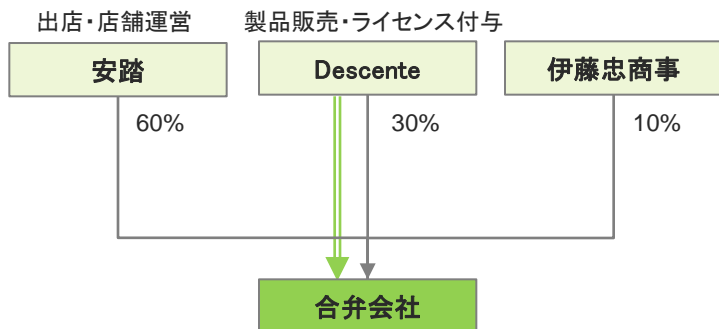 出店・店舗運営
製品販売・ライセンス付与
安踏
Descente
伊藤忠商事
60%
30%
10%
合弁会社